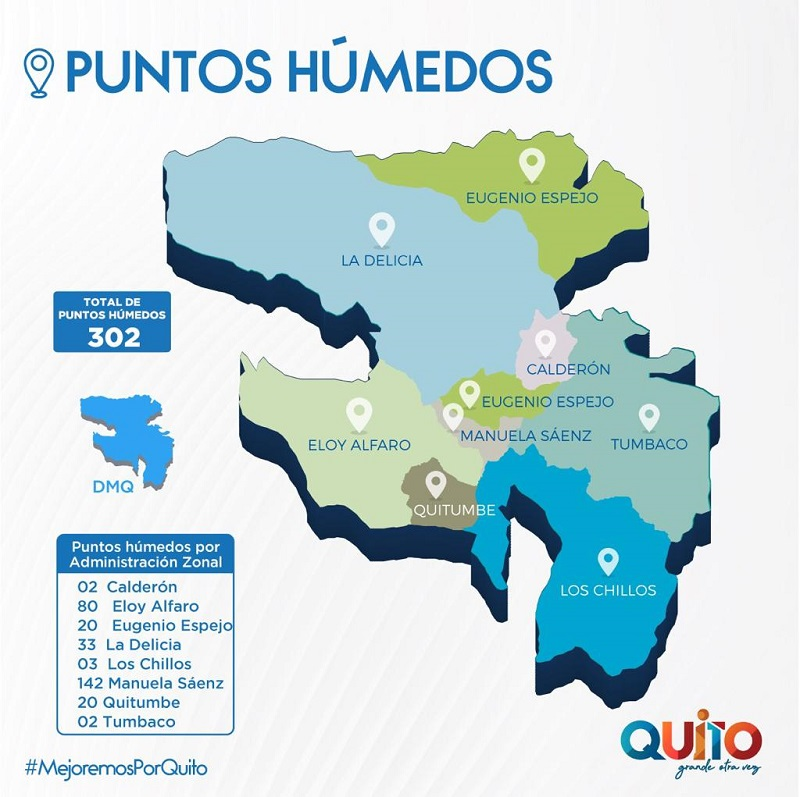 PUNTOS HÚMEDOS
EUGENIO ESPEJO
LA DELICIA
TOTAL DE
PUNTOS HÚMEDOS
302
CALDERÓN
EUGENIO ESPEJO
MANUELA SÁENZ
ELOY ALFARO
TUMBACO
DMQ
QUITUMBE
LOS CHILLOS
Puntos húmedos por
Administración Zonal
02 Calderón
80 Eloy Alfaro
20 Eugenio Espejo
33 La Delicia
03 Los Chillos
142 Manuela Sáenz
20 Quitumbe
02 Tumbaco
QUITO
grande otra vez
#MejoremosPorQuito